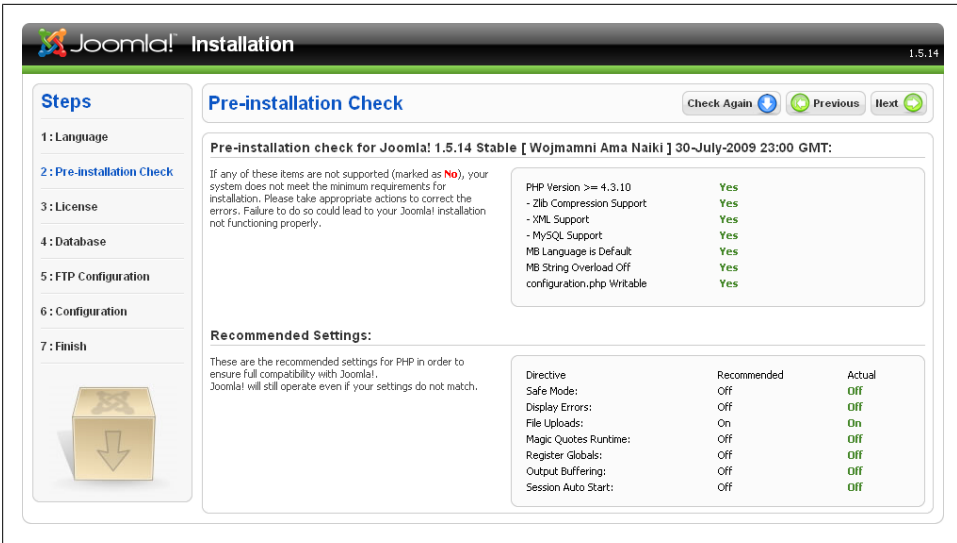 Joomla! Installation
1.5.14
Steps
1 : Language
2 : Pre-installation Check
3 : License
4 : Database
5 : FTP Configuration
6 : Configuration
7 : Finish
Pre-installation Check
Check Again
Previous
Next
Pre-installation check for Joomla! 1.5.14 Stable [ Wojmamni Ama Naiki ] 30-July-2009 23:00 GMT:
If any of these items are not supported (marked as No), your
system does not meet the minimum requirements for
installation. Please take appropriate actions to correct the
errors. Failure to do so could lead to your Joomla! installation
not functioning properly.
PHP Version >= 4.3.10 Yes
- Zlib Compression Support Yes
- XML Support Yes
- MySQL Support Yes
MB Language is Default Yes
MB String Overload Off Yes
configuration.php Writable Yes
Recommended Settings:
These are the recommended settings for PHP in order to
ensure full compatibility with Joomla!.
Joomla! will still operate even if your settings do not match.
Directive Recommended Actual
Safe Mode: Off Off
Display Errors: Off Off
File Uploads: On On
Magic Quotes Runtime: Off Off
Register Globals: Off Off
Output Buffering: Off Off
Session Auto Start: Off Off